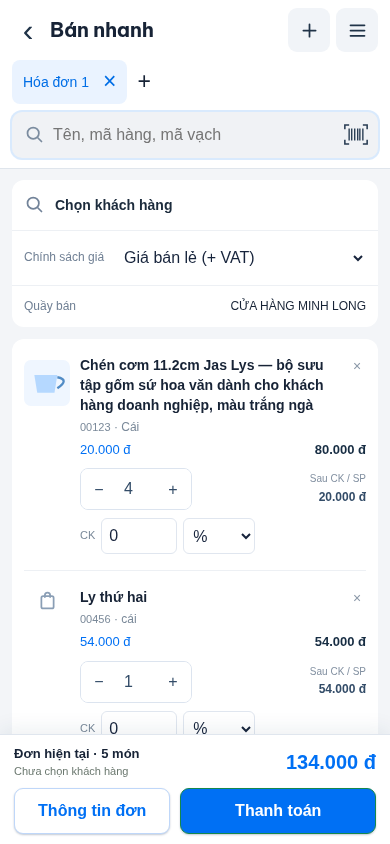 Bán nhanh
Hóa đơn 1 ✕ +
Tên, mã hàng, mã vạch
Chọn khách hàng
Chính sách giá Giá bán lẻ (+ VAT)
Quầy bán CỬA HÀNG MINH LONG
Chén cơm 11.2cm Jas Lys — bộ sưu ×
tập gốm sứ hoa văn dành cho khách
hàng doanh nghiệp, màu trắng ngà
00123 · Cái
20.000 đ 80.000 đ
− 4 + Sau CK / SP
20.000 đ
CK 0 %
Ly thứ hai ×
00456 · cái
54.000 đ 54.000 đ
− 1 + Sau CK / SP
54.000 đ
CK 0 %
Đơn hiện tại · 5 món 134.000 đ
Chưa chọn khách hàng
Thông tin đơn Thanh toán